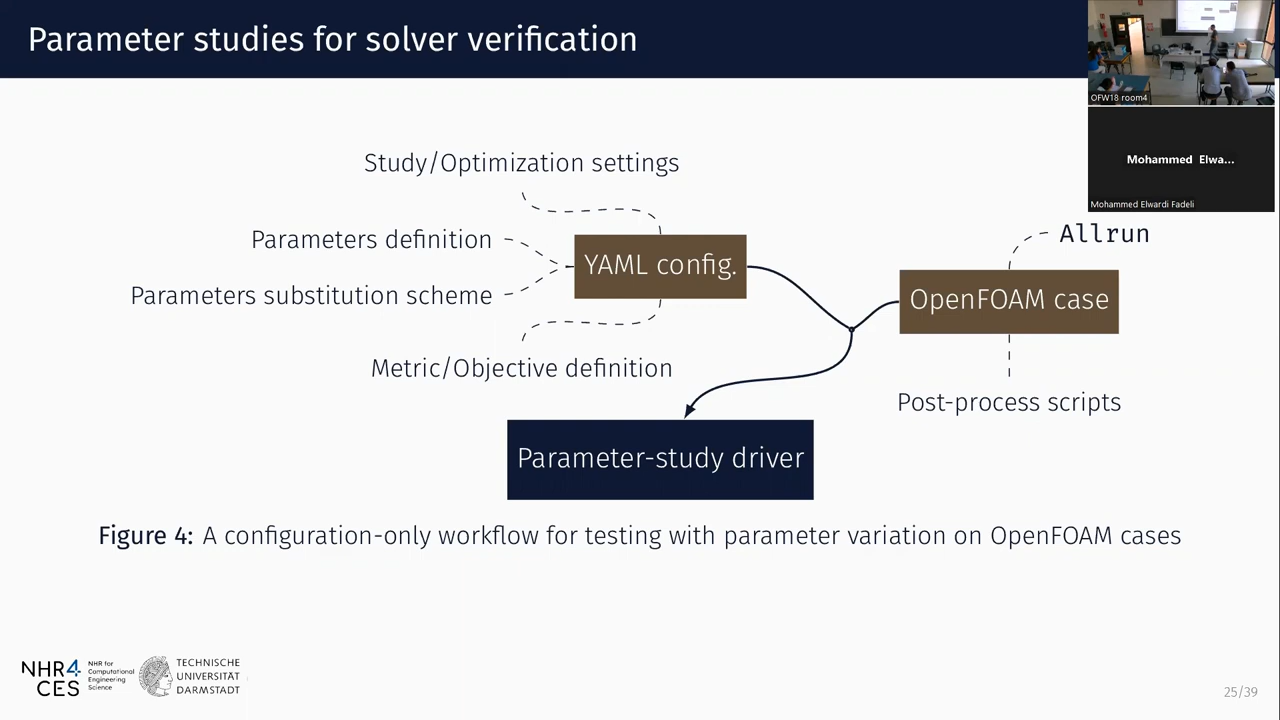 Parameter studies for solver verification
OFW18 room4
Mohammed Elwa...
Mohammed Elwardi Fadeli
Study/Optimization settings
Parameters definition
Parameters substitution scheme
Metric/Objective definition
YAML config.
Allrun
OpenFOAM case
Post-process scripts
Parameter-study driver
Figure 4: A configuration-only workflow for testing with parameter variation on OpenFOAM cases
NHR4
CES
NHR for
Computational
Engineering
Science
TECHNISCHE
UNIVERSITÄT
DARMSTADT
25/39